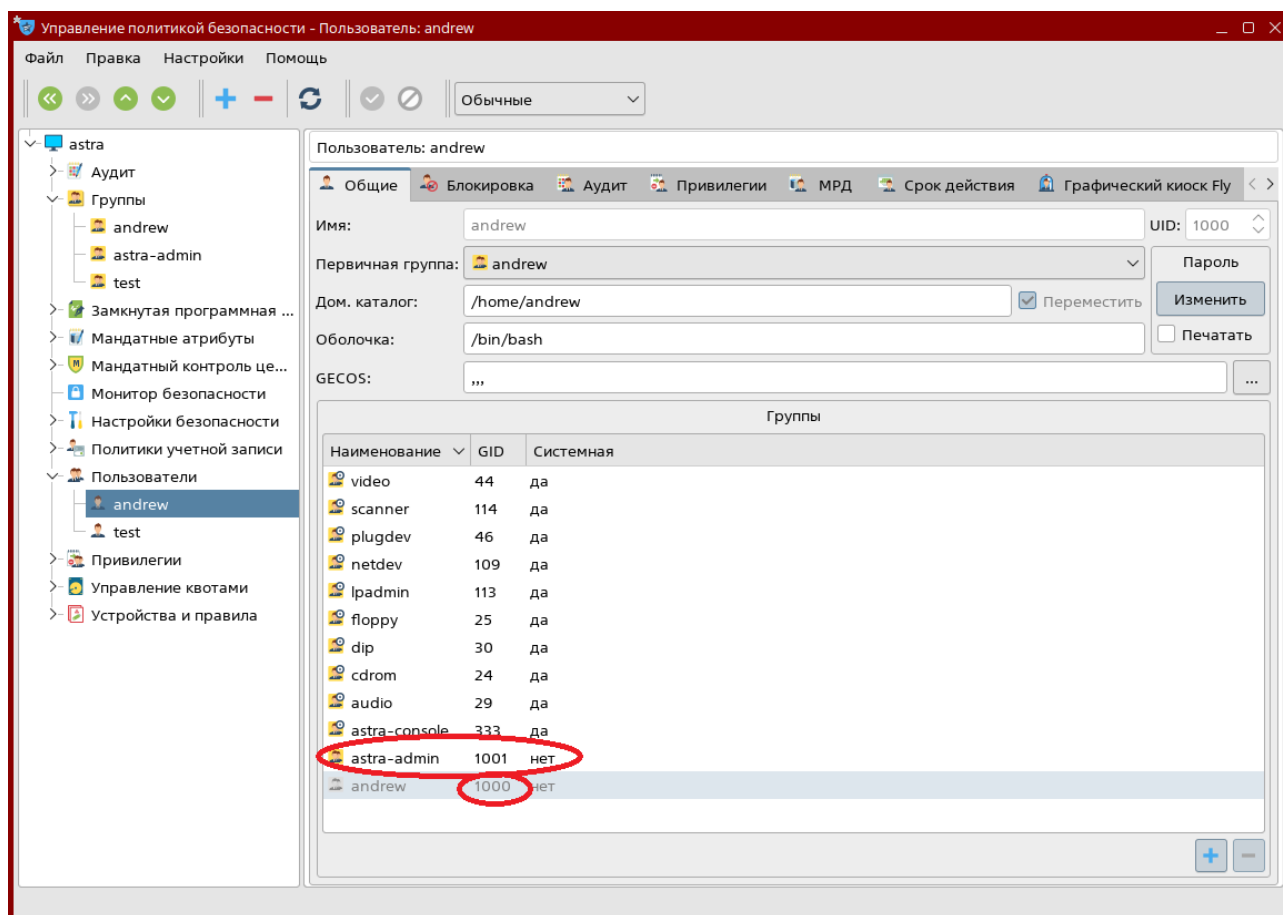 Управление политикой безопасности - Пользователь: andrew
Файл Правка Настройки Помощь
Обычные
astra
Аудит
Группы
andrew
astra-admin
test
Замкнутая программная ...
Мандатные атрибуты
Мандатный контроль це...
Монитор безопасности
Настройки безопасности
Политики учетной записи
Пользователи
andrew
test
Привилегии
Управление квотами
Устройства и правила
Пользователь: andrew
Общие Блокировка Аудит Привилегии МРД Срок действия Графический киоск Fly
Имя: andrew UID: 1000
Первичная группа: andrew Пароль
Дом. каталог: /home/andrew Переместить Изменить
Оболочка: /bin/bash Печатать
GECOS: ,,, ...
Группы
Наименование GID Системная
video 44 да
scanner 114 да
plugdev 46 да
netdev 109 да
lpadmin 113 да
floppy 25 да
dip 30 да
cdrom 24 да
audio 29 да
astra-console 333 да
astra-admin 1001 нет
andrew 1000 нет